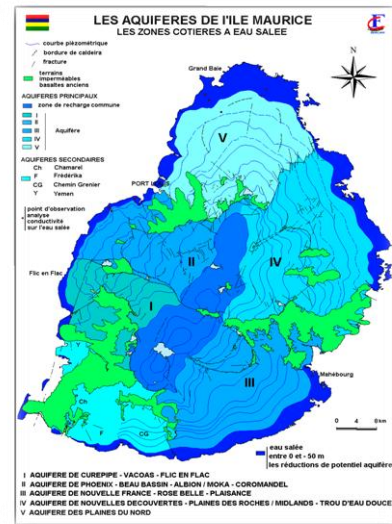 LES AQUIFERES DE l'ILE MAURICE
LES ZONES COTIERES A EAU SALEE
courbe piézométrique
bordure de caldeira
fracture
terrains
imperméables
basaltes anciens
AQUIFERES PRINCIPAUX
zone de recharge commune
I
II
III Aquifère
IV
V
AQUIFERES SECONDAIRES
Ch Chamarel
F Frédérika
CG Chemin Grenier
Y Yemen
point d'observation
analyse
conductivité
sur l'eau salée
Grand Baie
V
PORT
II
IV
Flic en Flac
I
III
Mahébourg
Y
Ch
F
CG
0 4 8 km
eau salée
entre 0 et - 50 m
les réductions de potentiel aquifère
I AQUIFERE DE CUREPIPE - VACOAS - FLIC EN FLAC
II AQUIFERE DE PHOENIX - BEAU BASSIN - ALBION / MOKA - COROMANDEL
III AQUIFERE DE NOUVELLE FRANCE - ROSE BELLE - PLAISANCE
IV AQUIFERE DE NOUVELLES DECOUVERTES - PLAINES DES ROCHES / MIDLANDS - TROU D'EAU DOUCE
V AQUIFERE DES PLAINES DU NORD